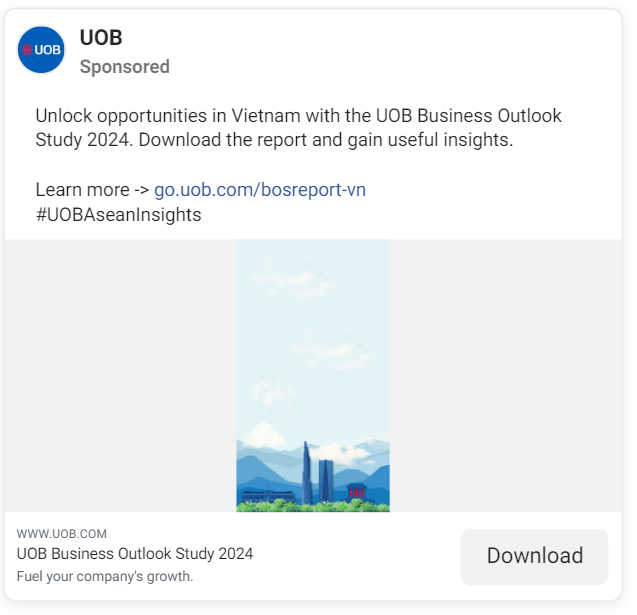 UOB
UOB
Sponsored
Unlock opportunities in Vietnam with the UOB Business Outlook
Study 2024. Download the report and gain useful insights.
Learn more -> go.uob.com/bosreport-vn
#UOBAseanInsights
WWW.UOB.COM
UOB Business Outlook Study 2024
Fuel your company's growth.
Download